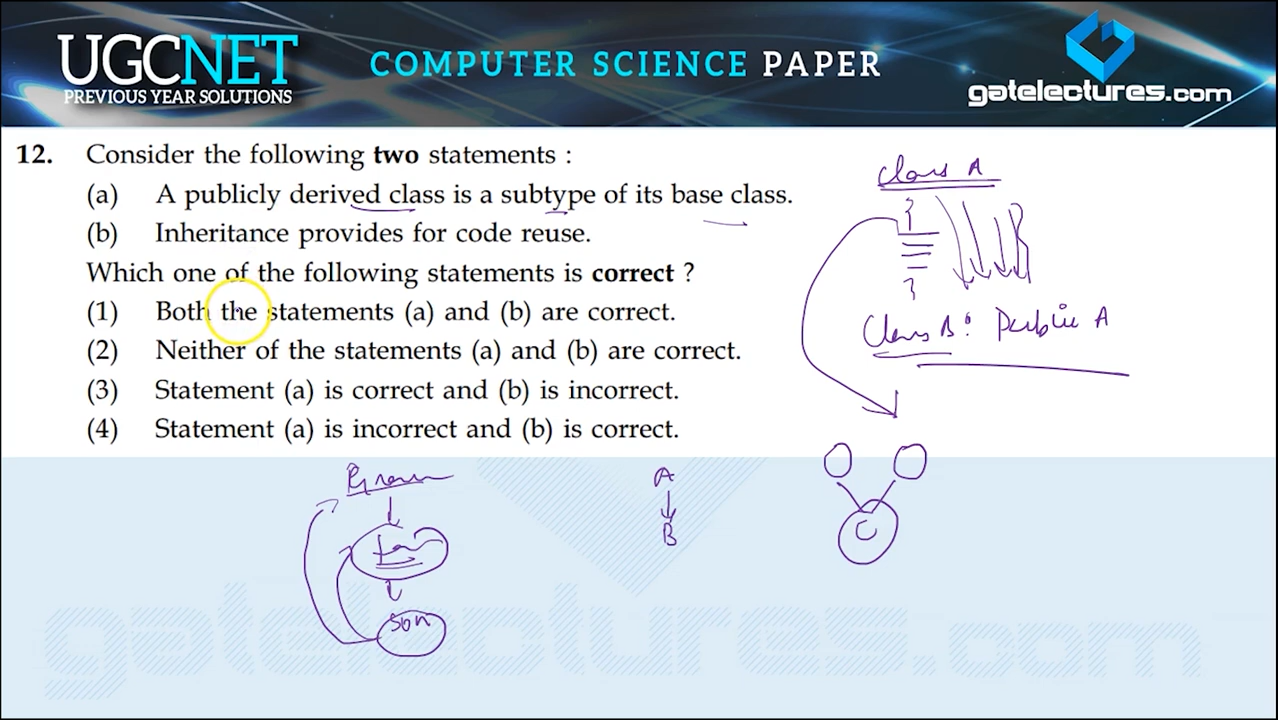 UGCNET
PREVIOUS YEAR SOLUTIONS
COMPUTER SCIENCE PAPER
gatelectures.com
12. Consider the following two statements :
(a) A publicly derived class is a subtype of its base class.
(b) Inheritance provides for code reuse.
Which one of the following statements is correct ?
(1) Both the statements (a) and (b) are correct.
(2) Neither of the statements (a) and (b) are correct.
(3) Statement (a) is correct and (b) is incorrect.
(4) Statement (a) is incorrect and (b) is correct.
class A
Class B : Public A
A
B
C
son
gatelectures.com